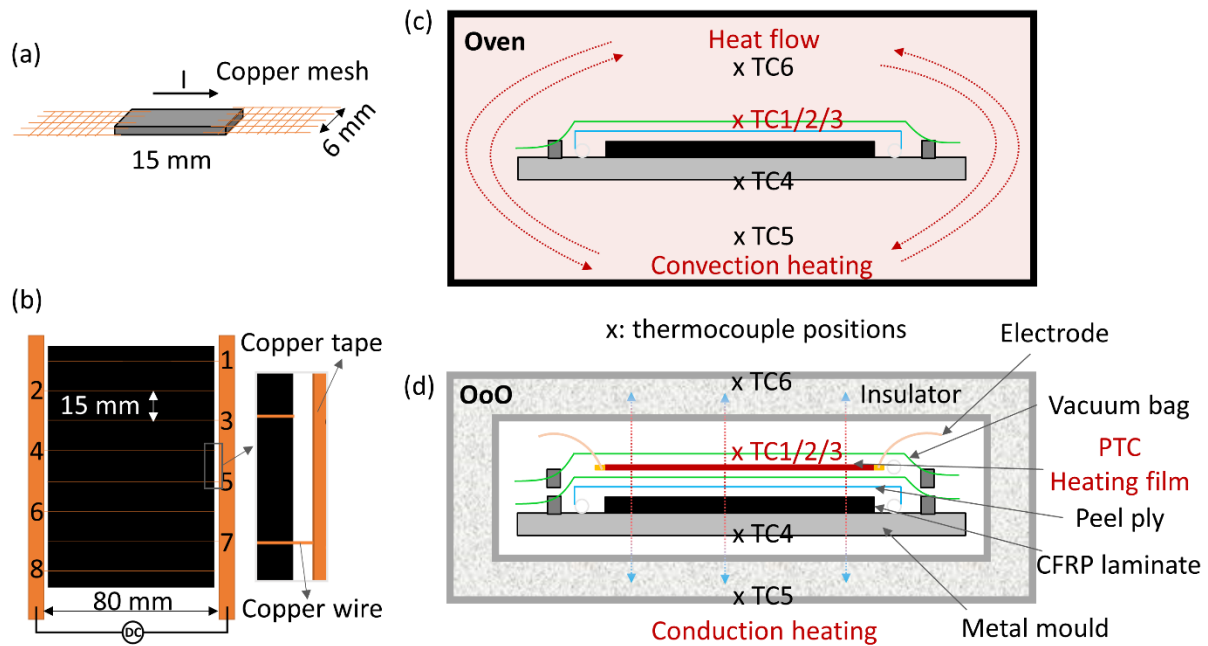 (a)
I
Copper mesh
6 mm
15 mm
(b)
Copper tape
1
2
15 mm
3
4
5
6
7
8
80 mm
DC
Copper wire
(c)
Oven
Heat flow
x TC6
x TC1/2/3
x TC4
x TC5
Convection heating
x: thermocouple positions
Electrode
(d)
OoO
x TC6
Insulator
Vacuum bag
x TC1/2/3
PTC
Heating film
Peel ply
x TC4
CFRP laminate
x TC5
Conduction heating
Metal mould